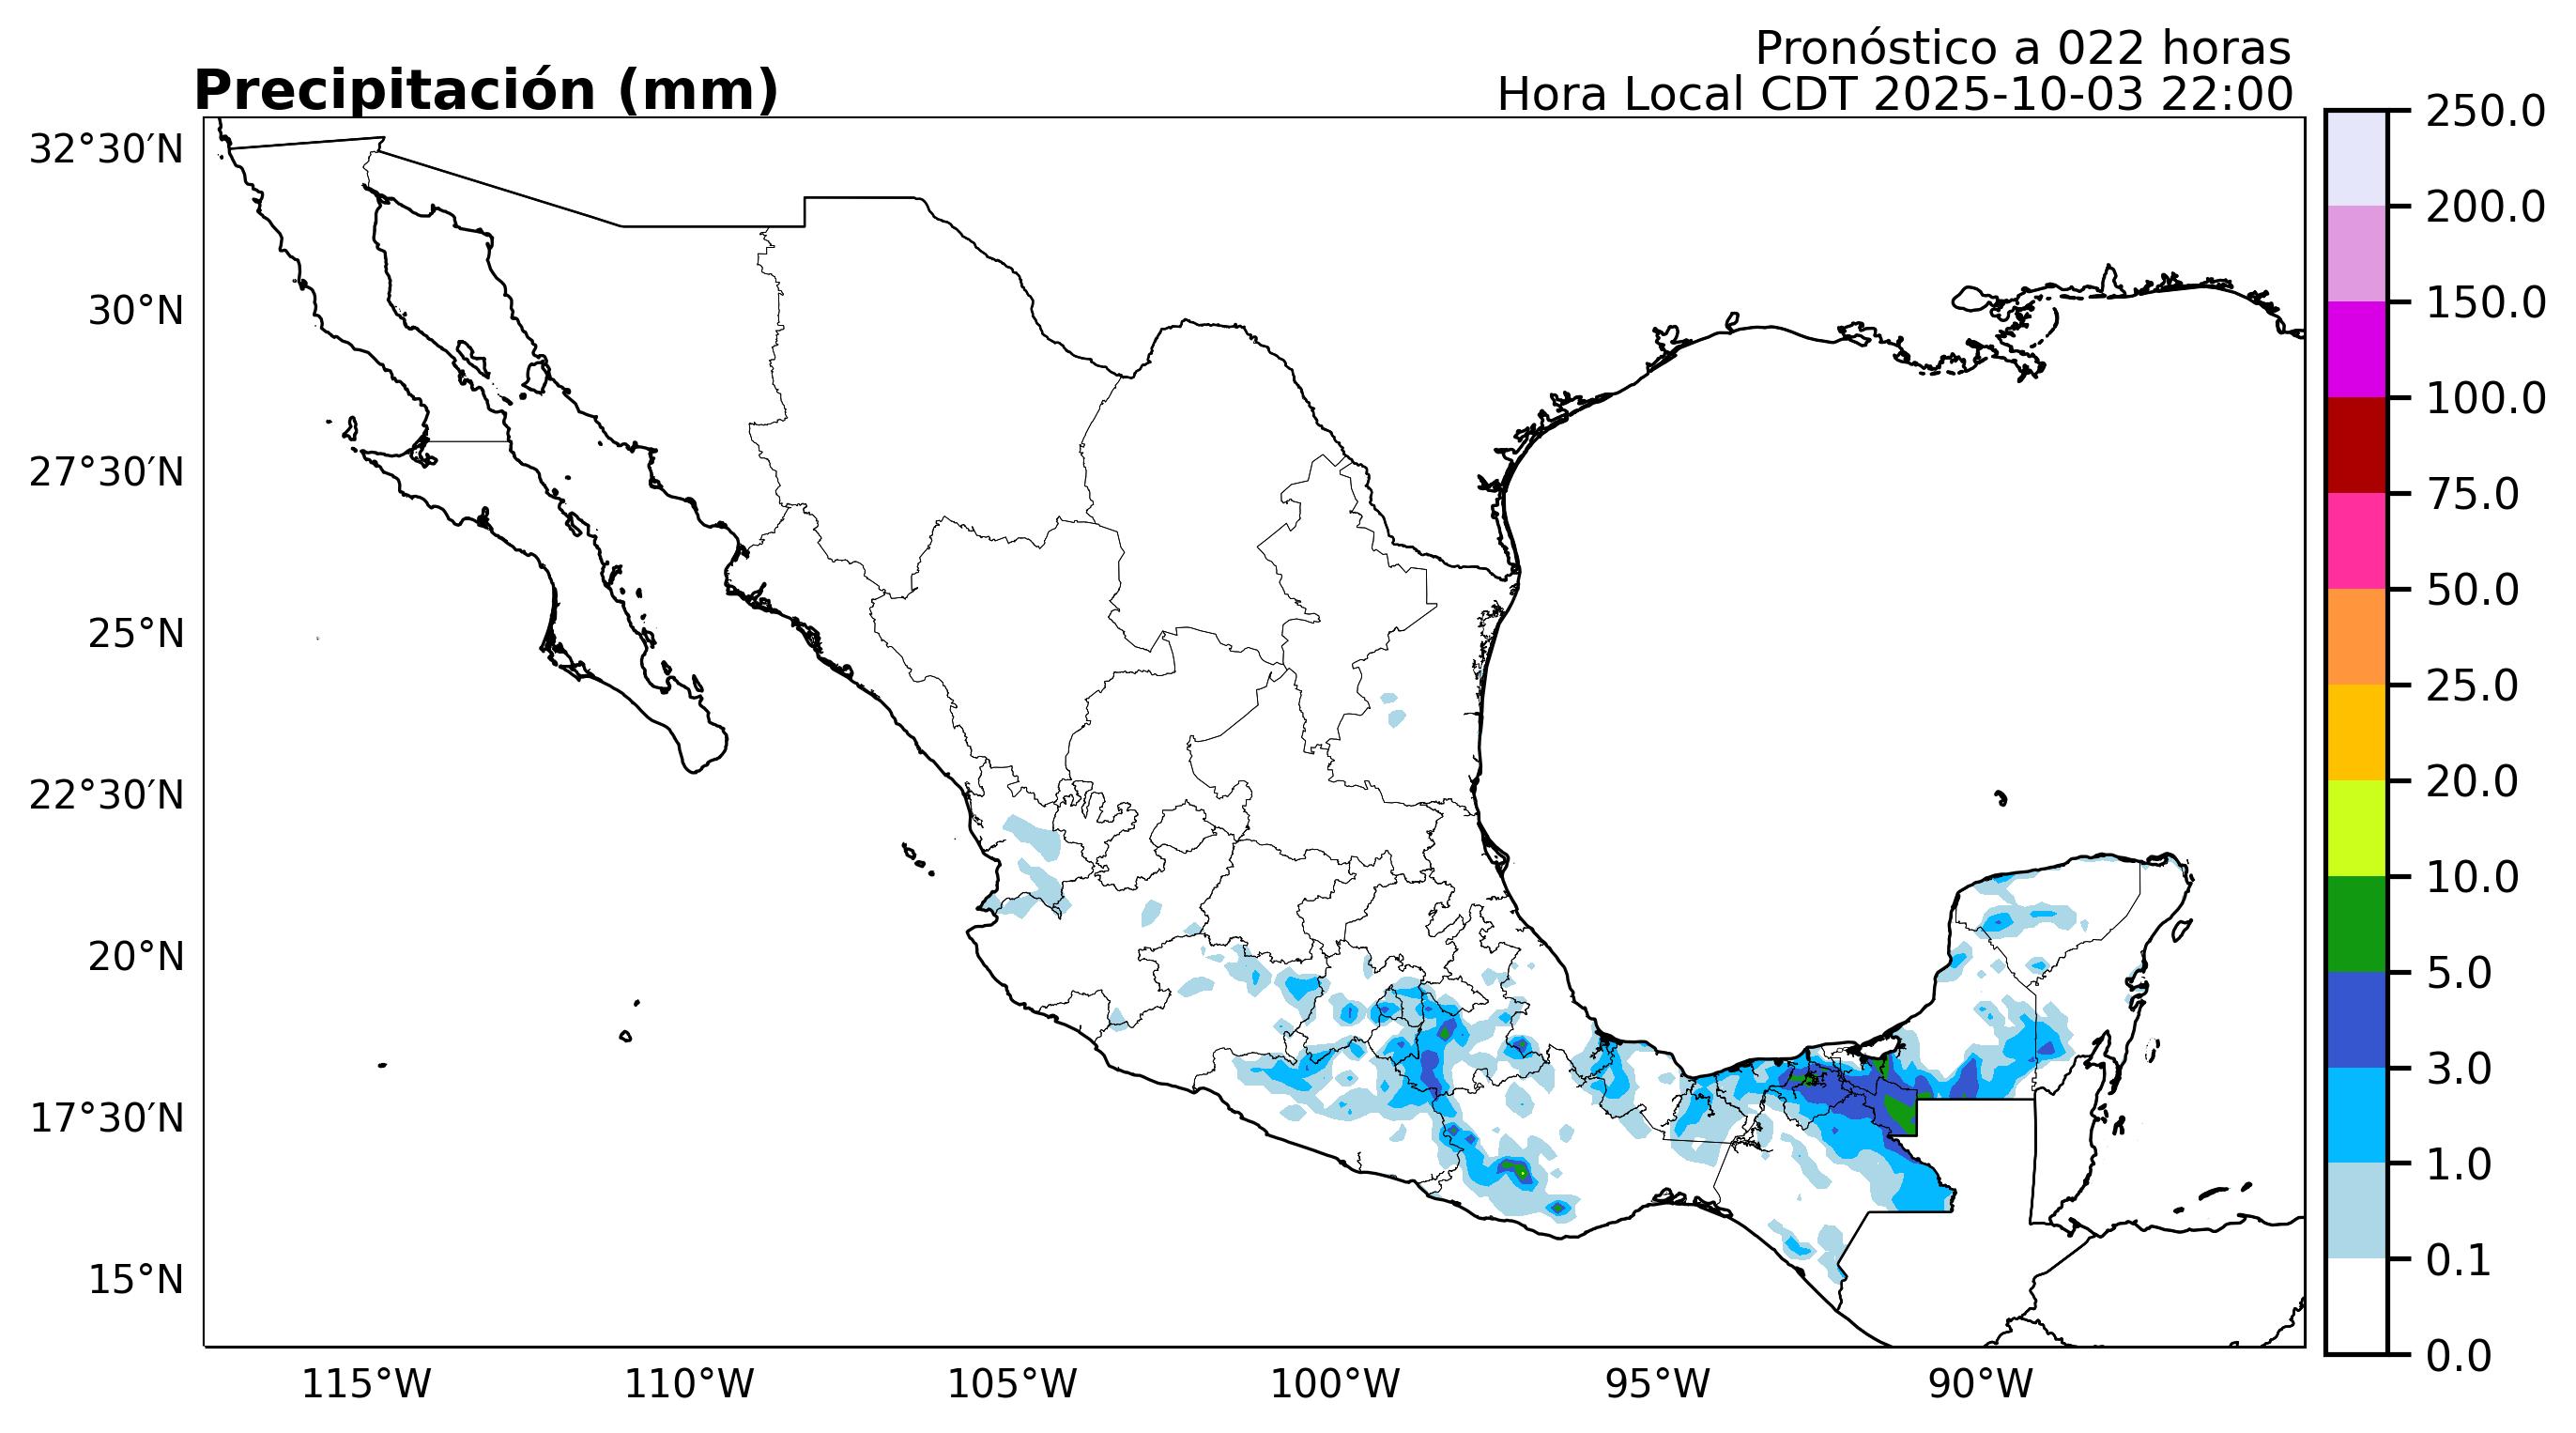 Pronóstico a 022 horas
Precipitación (mm)
Hora Local CDT 2025-10-03 22:00
32°30′N
30°N
27°30′N
25°N
22°30′N
20°N
17°30′N
15°N
115°W
110°W
105°W
100°W
95°W
90°W
250.0
200.0
150.0
100.0
75.0
50.0
25.0
20.0
10.0
5.0
3.0
1.0
0.1
0.0